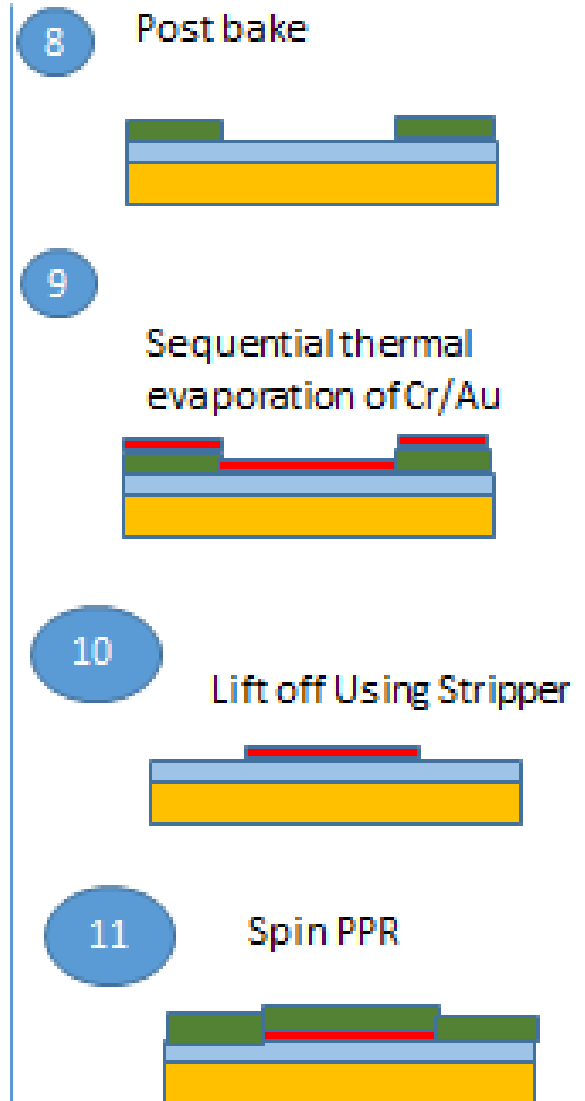 8
Post bake
9
Sequential thermal
evaporation of Cr/Au
10
Lift off Using Stripper
11
Spin PPR